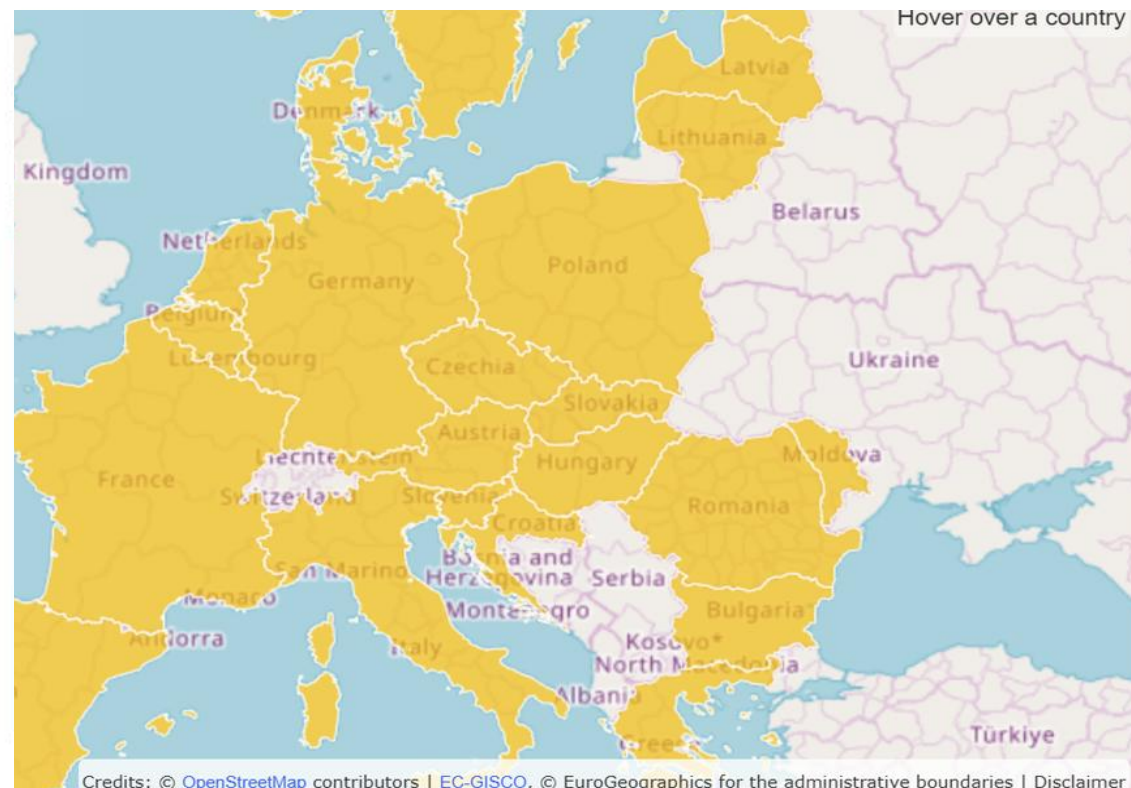 Hover over a country
Latvia
Denmark
Lithuania
Kingdom
Belarus
Netherlands
Poland
Germany
Belgium
Luxembourg
Czechia
Ukraine
Slovakia
Austria
Liechtenstein
Hungary
Moldova
France
Switzerland
Slovenia
Romania
Croatia
Bosnia and
Herzegovina
Serbia
San Marino
Monaco
Montenegro
Bulgaria
Andorra
Italy
Kosovo*
North Macedonia
Albania
Greece
Türkiye
Credits: © OpenStreetMap contributors | EC-GISCO, © EuroGeographics for the administrative boundaries | Disclaimer